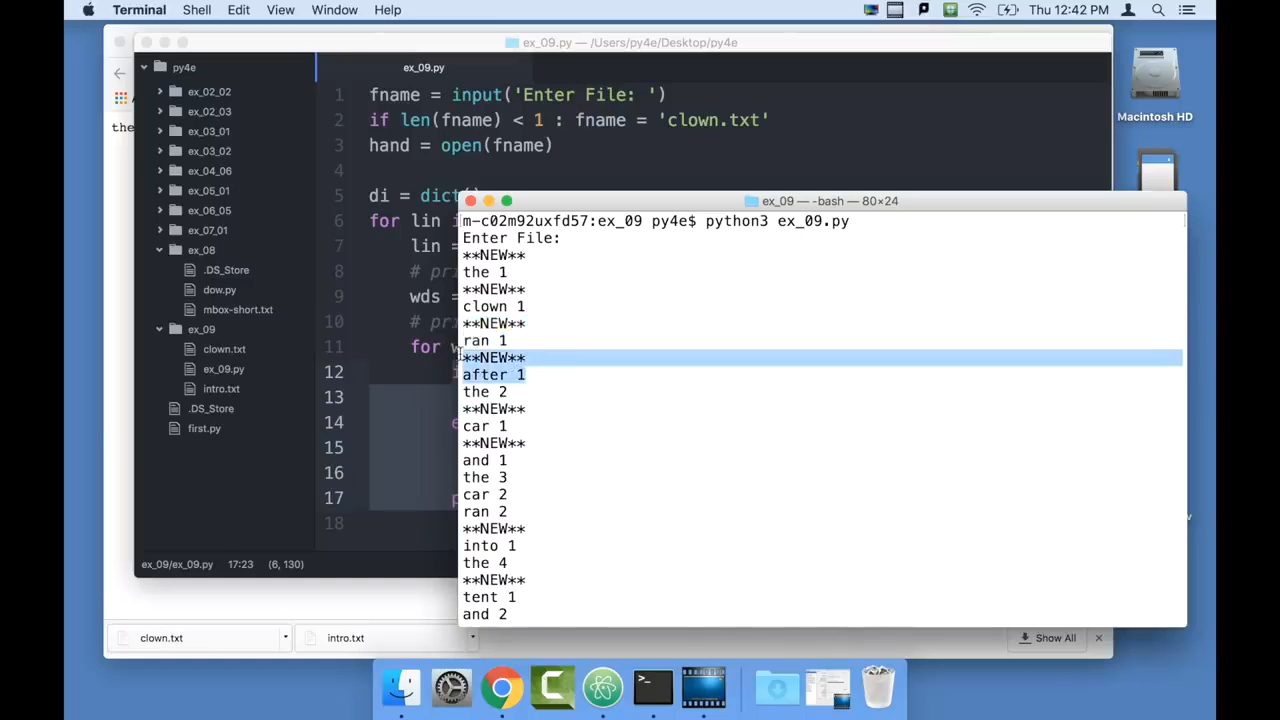 Terminal Shell Edit View Window Help Thu 12:42 PM
ex_09.py — /Users/py4e/Desktop/py4e
py4e
ex_02_02
ex_02_03
ex_03_01
ex_03_02
ex_04_06
ex_05_01
ex_06_05
ex_07_01
ex_08
.DS_Store
dow.py
mbox-short.txt
ex_09
clown.txt
ex_09.py
intro.txt
.DS_Store
first.py
ex_09/ex_09.py 17:23 (6, 130)
the
ex_09.py
1 fname = input('Enter File: ')
2 if len(fname) < 1 : fname = 'clown.txt'
3 hand = open(fname)
4
5 di = dict()
6 for lin
7 lin =
8 # pri
9 wds =
10 # pri
11 for w
12
13
14
15
16
17
18
ex_09 — -bash — 80×24
m-c02m92uxfd57:ex_09 py4e$ python3 ex_09.py
Enter File:
**NEW**
the 1
**NEW**
clown 1
**NEW**
ran 1
**NEW**
after 1
the 2
**NEW**
car 1
**NEW**
and 1
the 3
car 2
ran 2
**NEW**
into 1
the 4
**NEW**
tent 1
and 2
Macintosh HD
clown.txt
intro.txt
Show All